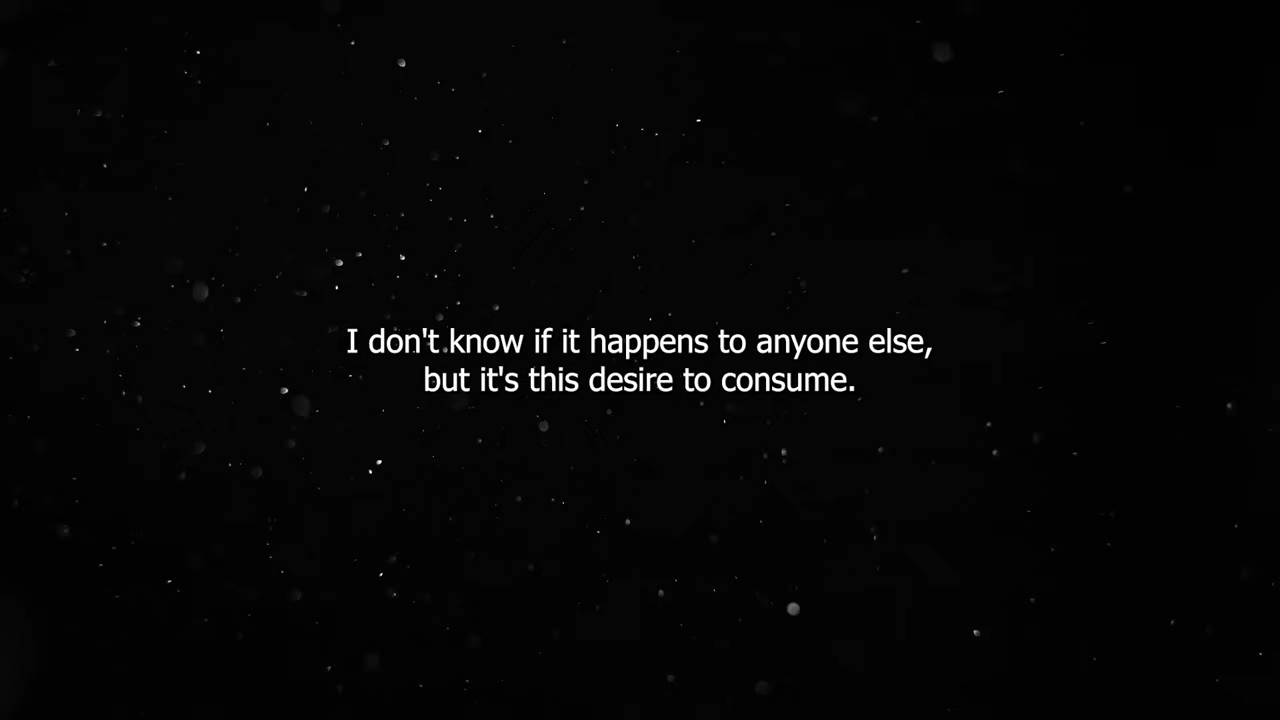 I don't know if it happens to anyone else,
but it's this desire to consume.